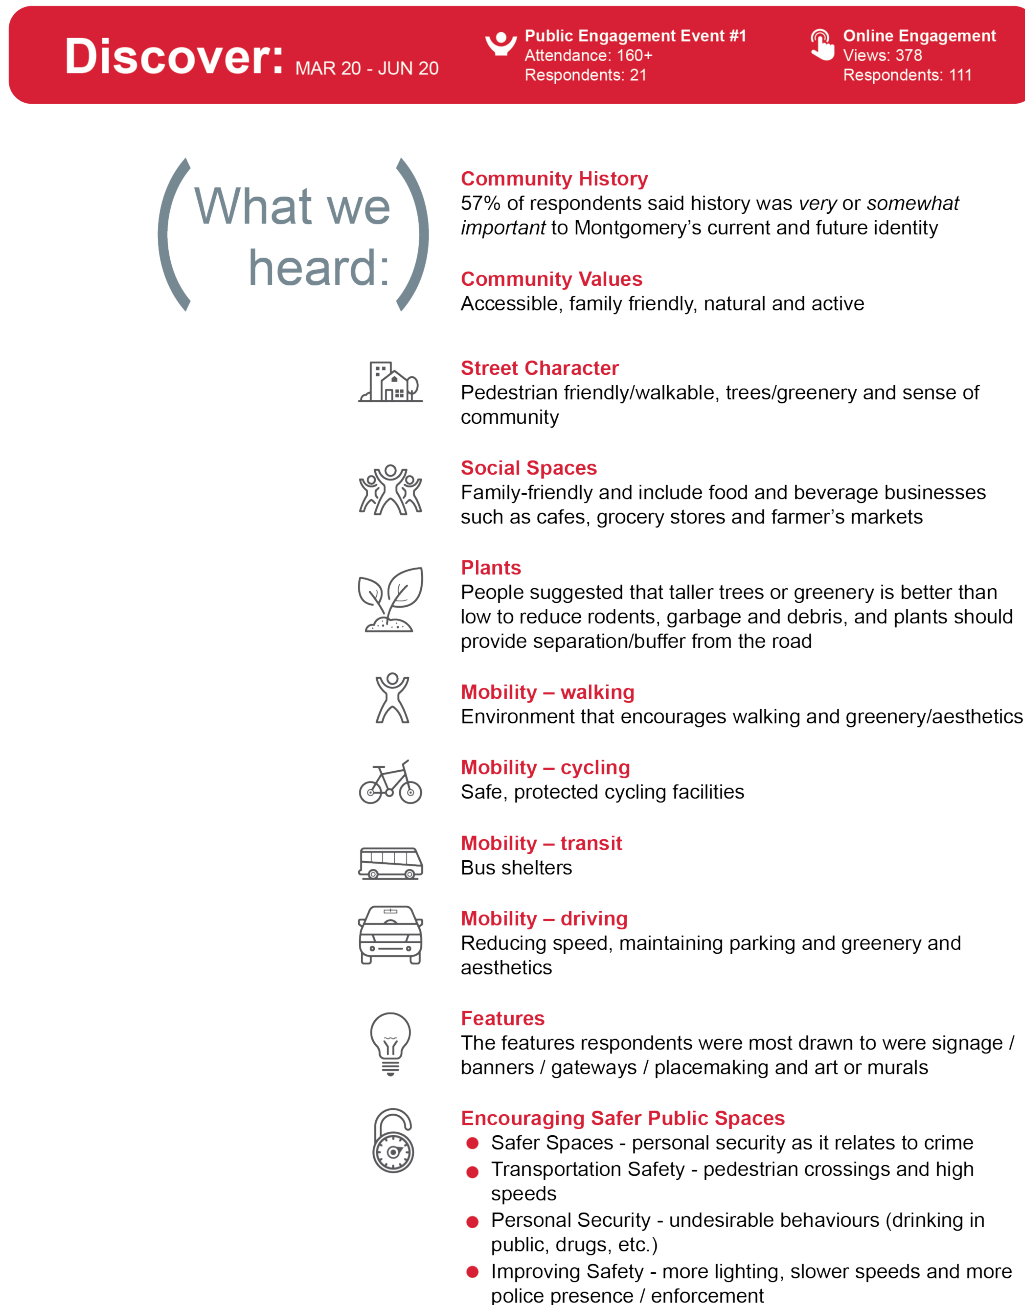 Discover: MAR 20 - JUN 20
Public Engagement Event #1
Attendance: 160+
Respondents: 21
Online Engagement
Views: 378
Respondents: 111
What we
heard:
Community History
57% of respondents said history was very or somewhat
important to Montgomery’s current and future identity
Community Values
Accessible, family friendly, natural and active
Street Character
Pedestrian friendly/walkable, trees/greenery and sense of
community
Social Spaces
Family-friendly and include food and beverage businesses
such as cafes, grocery stores and farmer’s markets
Plants
People suggested that taller trees or greenery is better than
low to reduce rodents, garbage and debris, and plants should
provide separation/buffer from the road
Mobility – walking
Environment that encourages walking and greenery/aesthetics
Mobility – cycling
Safe, protected cycling facilities
Mobility – transit
Bus shelters
Mobility – driving
Reducing speed, maintaining parking and greenery and
aesthetics
Features
The features respondents were most drawn to were signage /
banners / gateways / placemaking and art or murals
Encouraging Safer Public Spaces
Safer Spaces - personal security as it relates to crime
Transportation Safety - pedestrian crossings and high
speeds
Personal Security - undesirable behaviours (drinking in
public, drugs, etc.)
Improving Safety - more lighting, slower speeds and more
police presence / enforcement